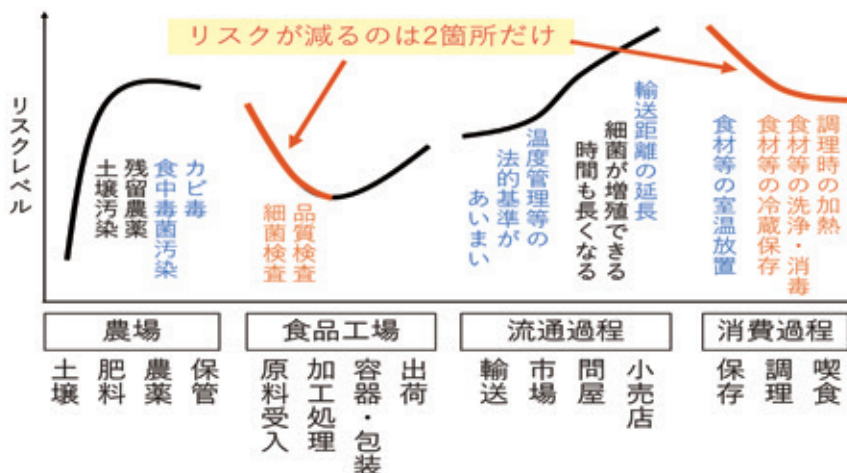 リスクが減るのは2箇所だけ
リスクレベル
土壌汚染
残留農薬
食中毒菌汚染
カビ毒
細菌検査
品質検査
温度管理等の
法的基準が
あいまい
輸送距離の延長
細菌が増殖できる
時間も長くなる
食材等の室温放置
調理時の加熱
食材等の洗浄・消毒
食材等の冷蔵保存
農場
食品工場
流通過程
消費過程
土壌
肥料
農薬
保管
原料受入
加工処理
容器・包装
出荷
輸送
市場
問屋
小売店
保存
調理
喫食